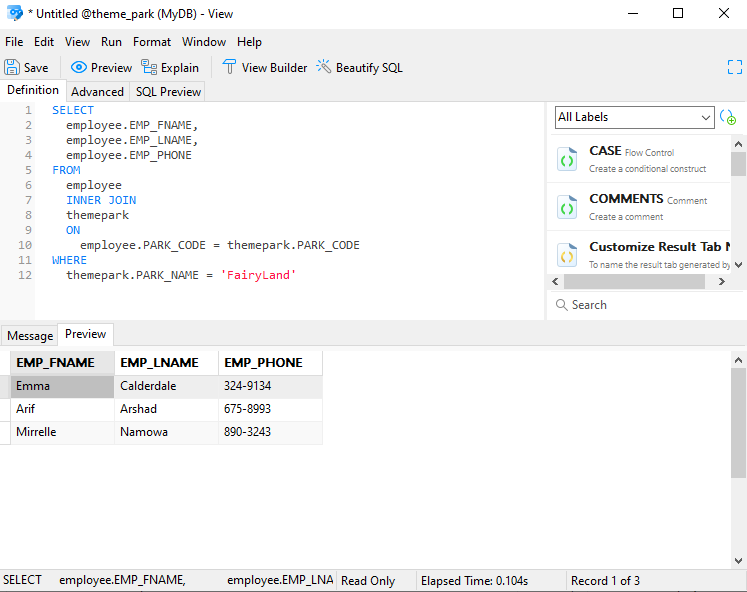 * Untitled @theme_park (MyDB) - View
File Edit View Run Format Window Help
Save Preview Explain View Builder Beautify SQL
Definition Advanced SQL Preview
1 SELECT
2 employee.EMP_FNAME,
3 employee.EMP_LNAME,
4 employee.EMP_PHONE
5 FROM
6 employee
7 INNER JOIN
8 themepark
9 ON
10 employee.PARK_CODE = themepark.PARK_CODE
11 WHERE
12 themepark.PARK_NAME = 'FairyLand'
All Labels
CASE Flow Control
Create a conditional construct
COMMENTS Comment
Create a comment
Customize Result Tab N
To name the result tab generated by
Search
Message Preview
EMP_FNAME EMP_LNAME EMP_PHONE
Emma Calderdale 324-9134
Arif Arshad 675-8993
Mirrelle Namowa 890-3243
SELECT employee.EMP_FNAME, employee.EMP_LNA Read Only Elapsed Time: 0.104s Record 1 of 3